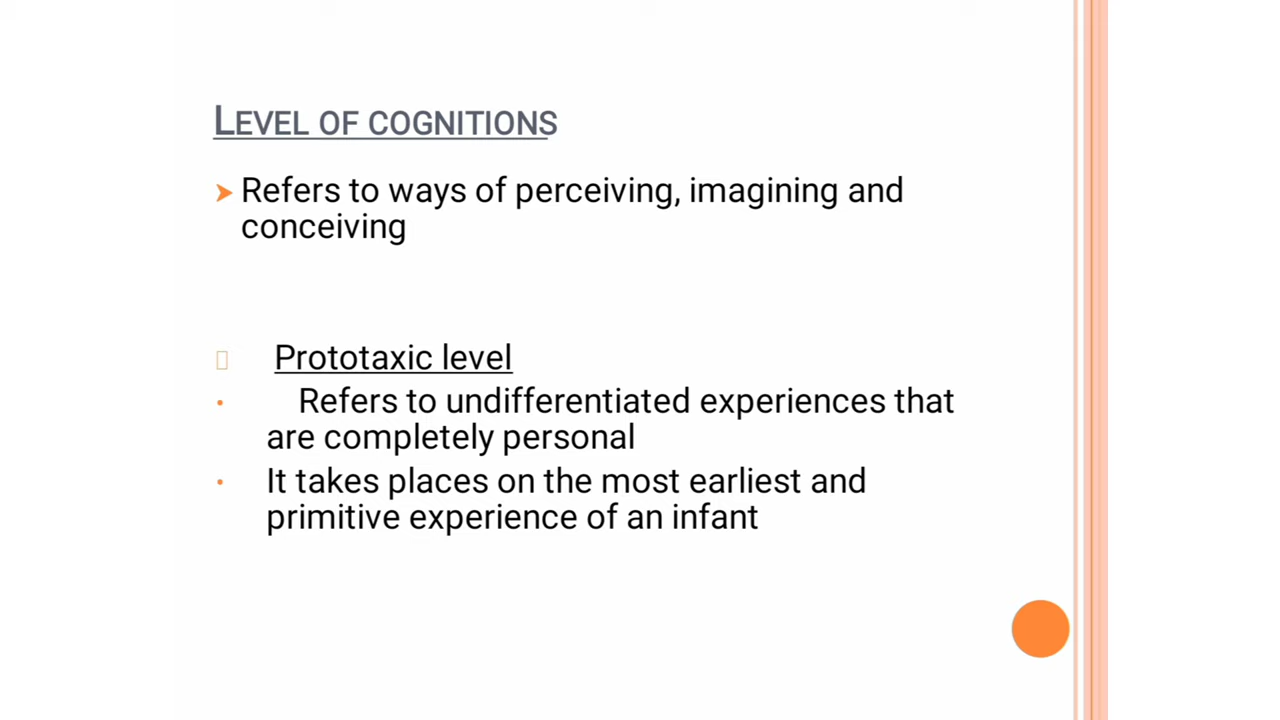 LEVEL OF COGNITIONS
➤ Refers to ways of perceiving, imagining and
conceiving
Prototaxic level
• Refers to undifferentiated experiences that
are completely personal
• It takes places on the most earliest and
primitive experience of an infant